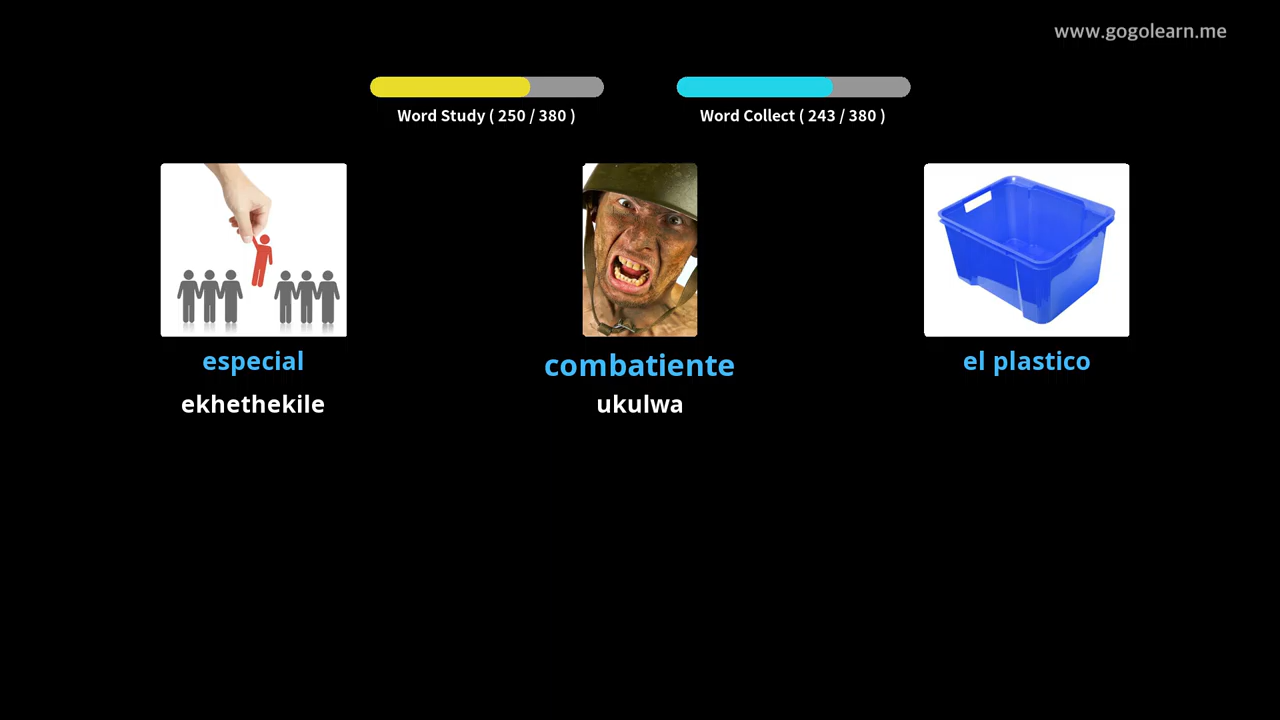 www.gogolearn.me
Word Study ( 250 / 380 )
Word Collect ( 243 / 380 )
especial
combatiente
el plastico
ekhethekile
ukulwa